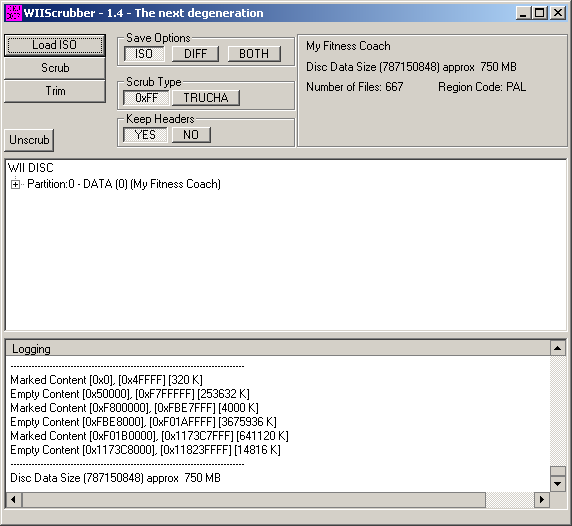 WIIScrubber - 1.4 - The next degeneration
Load ISO
Scrub
Trim
Unscrub
Save Options
ISO DIFF BOTH
Scrub Type
0xFF TRUCHA
Keep Headers
YES NO
My Fitness Coach
Disc Data Size (787150848) approx  750 MB
Number of Files: 667 Region Code: PAL
WII DISC
Partition:0 - DATA (0) (My Fitness Coach)
Logging
------------------------------------------------------------------------------
Marked Content [0x0], [0x4FFFF] [320 K]
Empty Content [0x50000], [0xF7FFFFF] [253632 K]
Marked Content [0xF800000], [0xFBE7FFF] [4000 K]
Empty Content [0xFBE8000], [0xF01AFFFF] [3675936 K]
Marked Content [0xF01B0000], [0x1173C7FFF] [641120 K]
Empty Content [0x1173C8000], [0x11823FFFF] [14816 K]
------------------------------------------------------------------------------
Disc Data Size (787150848) approx  750 MB